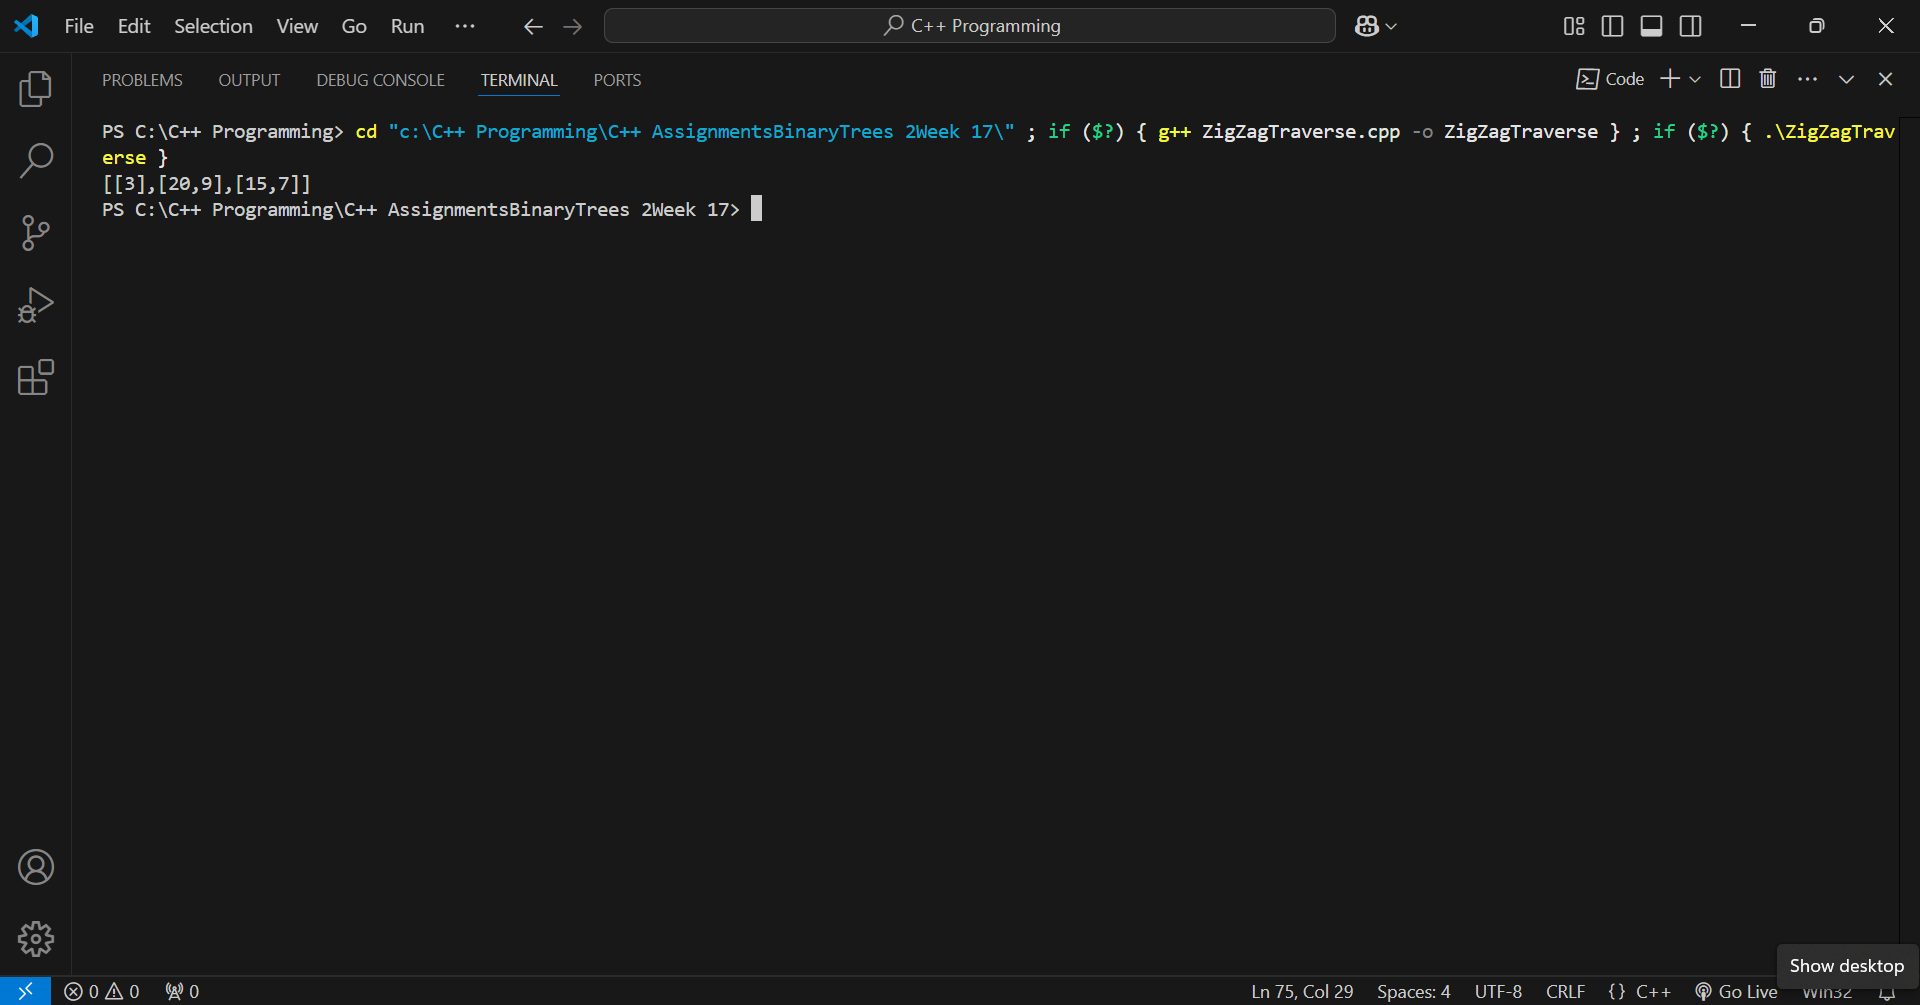 File Edit Selection View Go Run ··· C++ Programming
PROBLEMS OUTPUT DEBUG CONSOLE TERMINAL PORTS Code
PS C:\C++ Programming> cd "c:\C++ Programming\C++ AssignmentsBinaryTrees 2Week 17\" ; if ($?) { g++ ZigZagTraverse.cpp -o ZigZagTraverse } ; if ($?) { .\ZigZagTrav
erse }
[[3],[20,9],[15,7]]
PS C:\C++ Programming\C++ AssignmentsBinaryTrees 2Week 17>
Show desktop
0 0 0 Ln 75, Col 29 Spaces: 4 UTF-8 CRLF {} C++ Go Live Win32